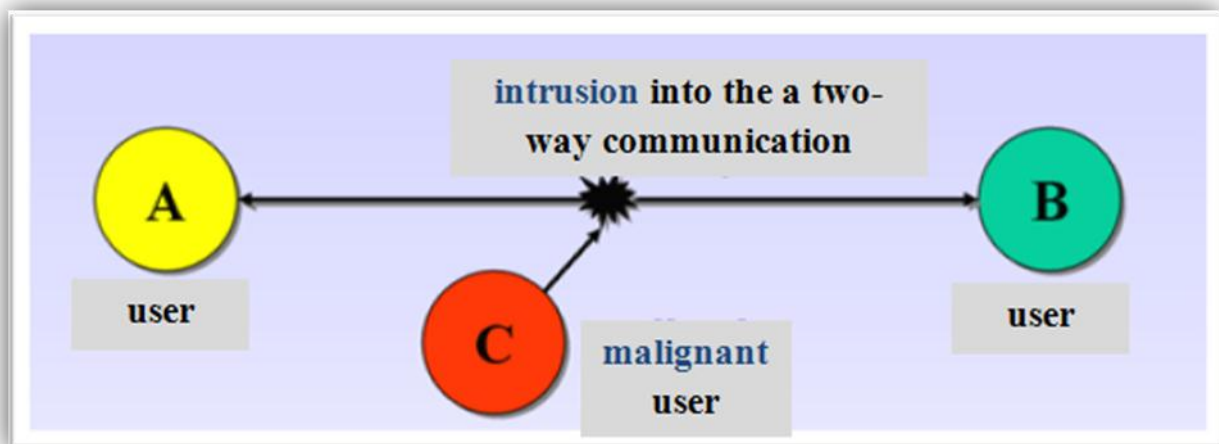 intrusion into the a two-
way communication
A
B
user
C
user
malignant
user